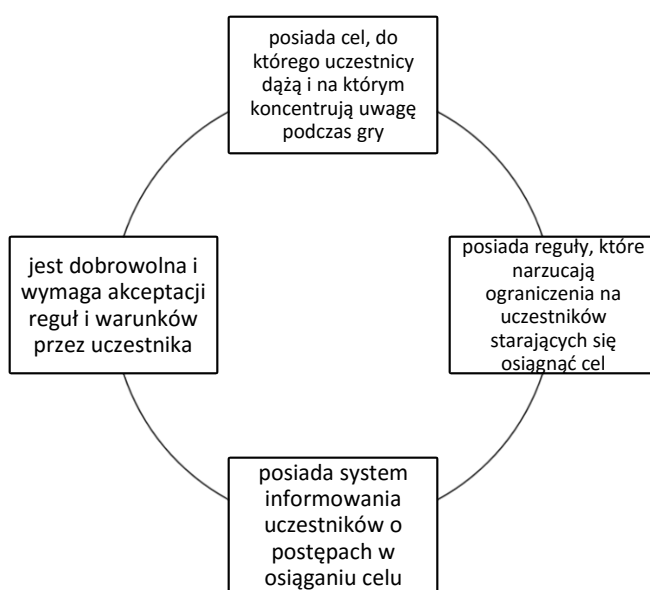 posiada cel, do
którego uczestnicy
dążą i na którym
koncentrują uwagę
podczas gry
posiada reguły, które
narzucają
ograniczenia na
uczestników
starających się
osiągnąć cel
posiada system
informowania
uczestników o
postępach w
osiąganiu celu
jest dobrowolna i
wymaga akceptacji
reguł i warunków
przez uczestnika